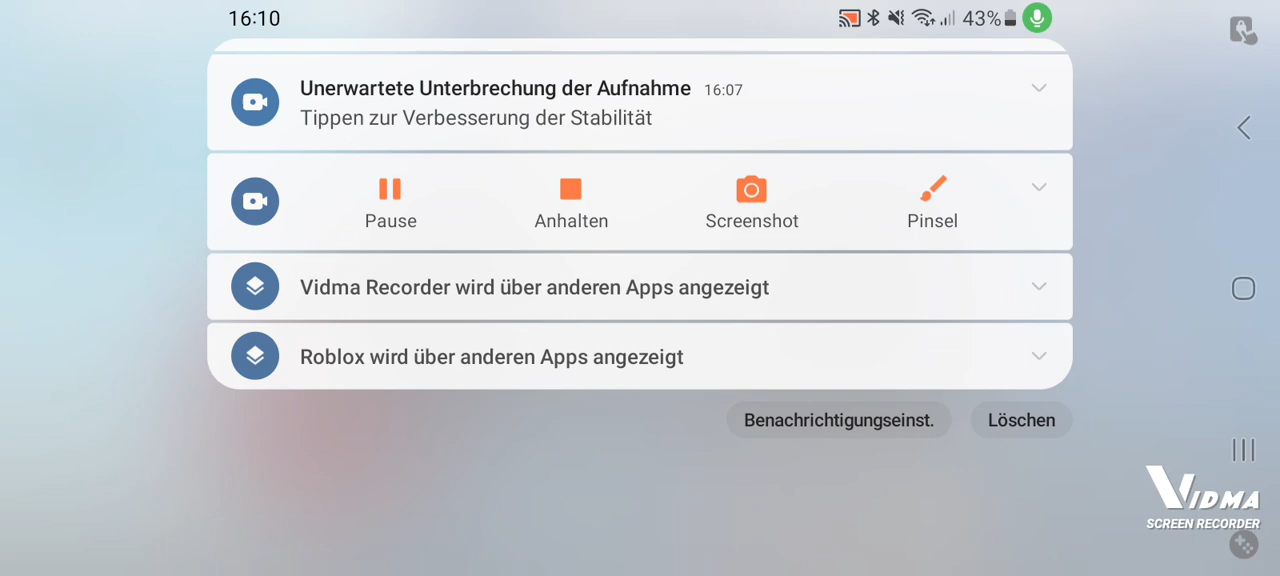 16:10
43%
Unerwartete Unterbrechung der Aufnahme 16:07
Tippen zur Verbesserung der Stabilität
Pause Anhalten Screenshot Pinsel
Vidma Recorder wird über anderen Apps angezeigt
Roblox wird über anderen Apps angezeigt
Benachrichtigungseinst. Löschen
VIDMA
SCREEN RECORDER